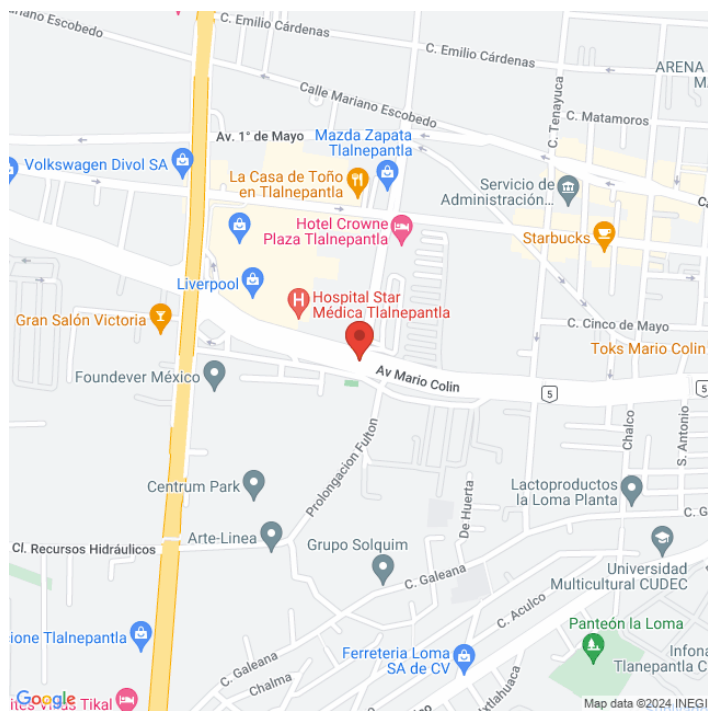 Mariano Escobedo
C. Emilio Cárdenas
C. Emilio Cárdenas
ARENA
Calle Mariano Escobedo
C. Tenayuca
C. Matamoros
Av. 1° de Mayo
Mazda Zapata
Tlalnepantla
Volkswagen Divol SA
La Casa de Toño
en Tlalnepantla
Servicio de
Administración...
Hotel Crowne
Plaza Tlalnepantla
Starbucks
Liverpool
Hospital Star
Médica Tlalnepantla
Gran Salón Victoria
C. Cinco de Mayo
Toks Mario Colin
Foundever México
Av Mario Colin
5
5
Chalco
S. Antonio
Prolongacion Fulton
Centrum Park
Lactoproductos
la Loma Planta
De Huerta
C. G
Arte-Linea
Cl. Recursos Hidráulicos
Grupo Solquim
C. Galeana
Universidad
Multicultural CUDEC
C. Aculco
Panteón la Loma
cione Tlalnepantla
Ferreteria Loma
SA de CV
Infona
Tlanepantla C
C. Galeana
Chalma
Tikal
Google
Map data ©2024 INEGI